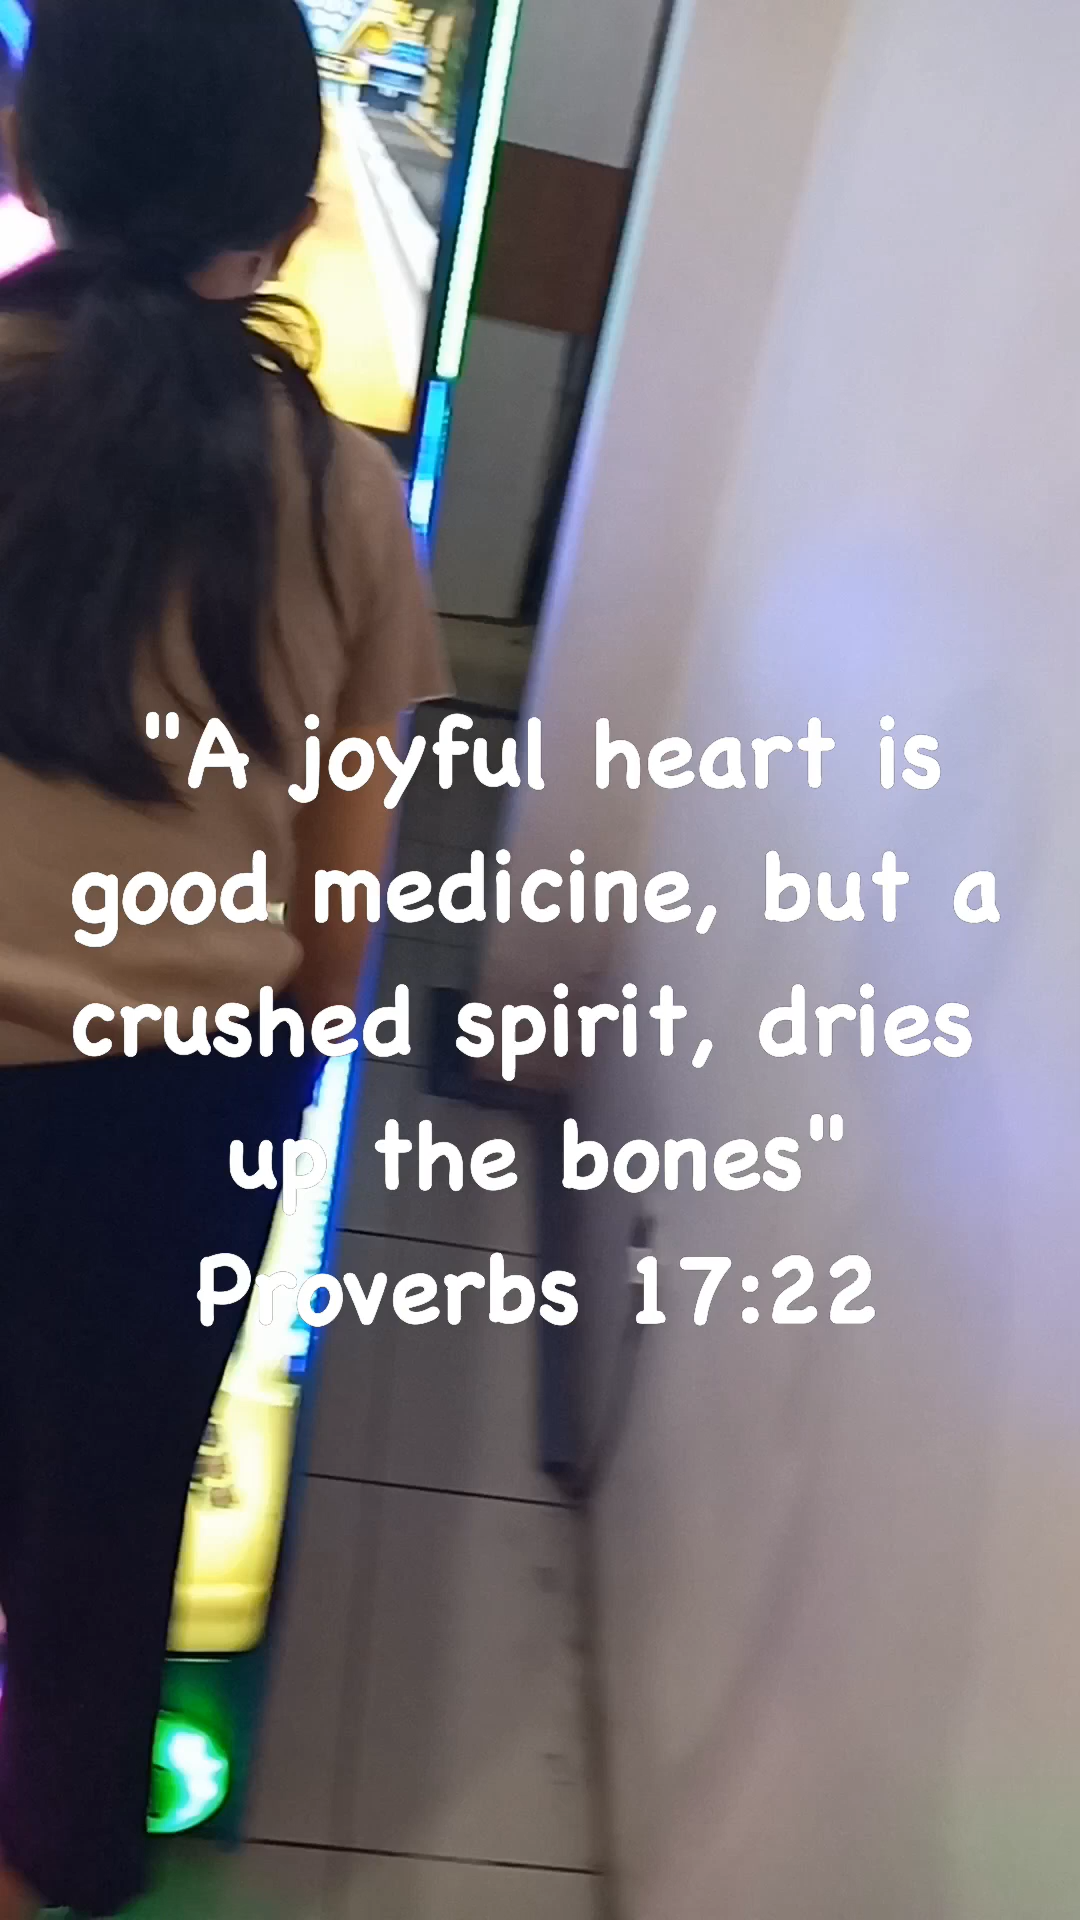 "A joyful heart is
good medicine, but a
crushed spirit, dries
up the bones"
Proverbs 17:22